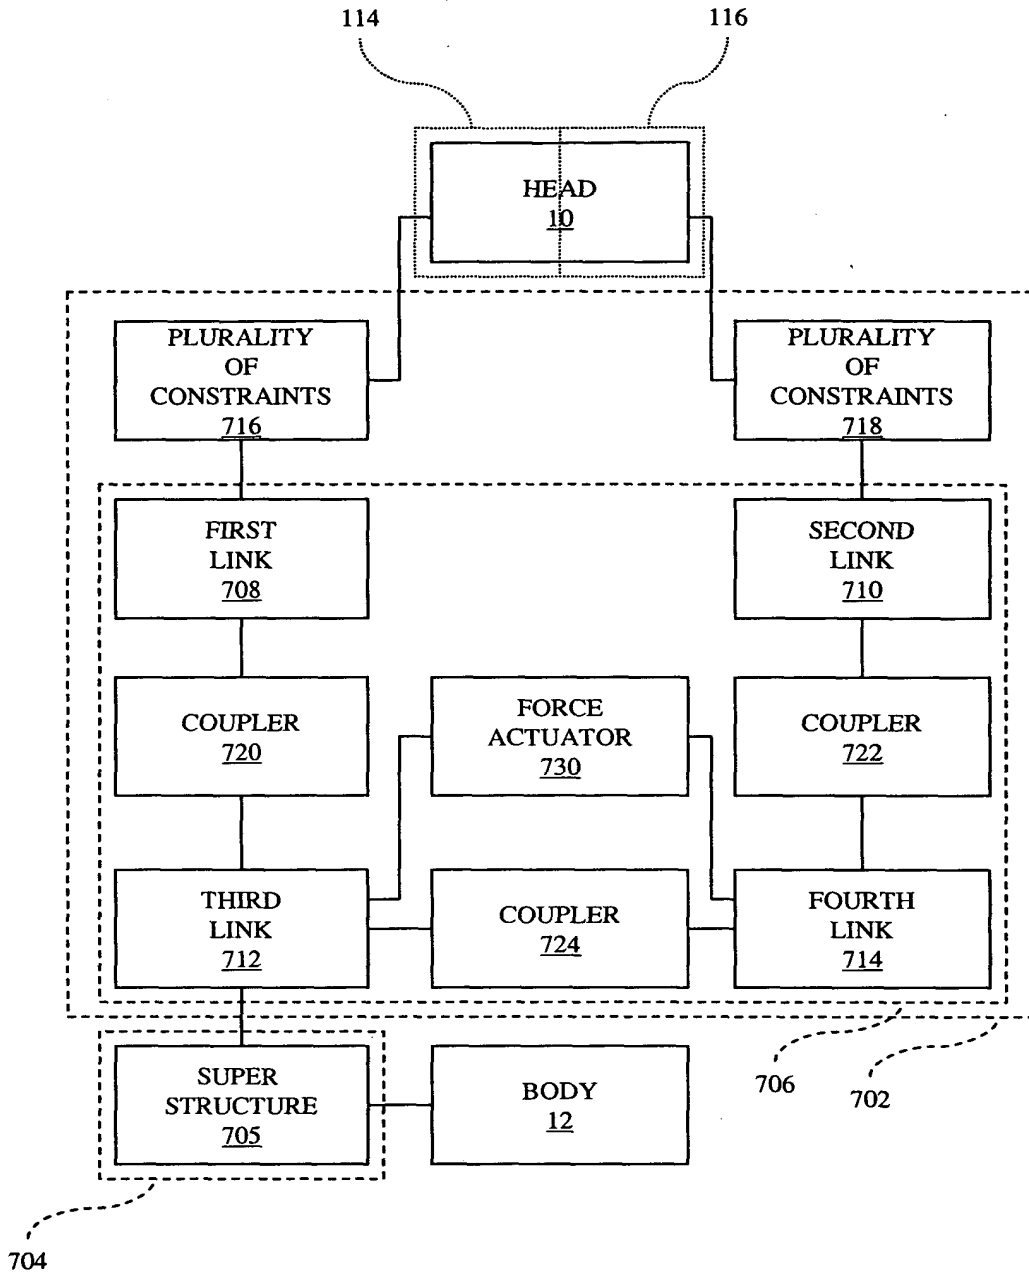 114
116
HEAD
10
PLURALITY
OF
CONSTRAINTS
716
PLURALITY
OF
CONSTRAINTS
718
FIRST
LINK
708
SECOND
LINK
710
COUPLER
720
FORCE
ACTUATOR
730
COUPLER
722
THIRD
LINK
712
COUPLER
724
FOURTH
LINK
714
SUPER
STRUCTURE
705
BODY
12
706
702
704